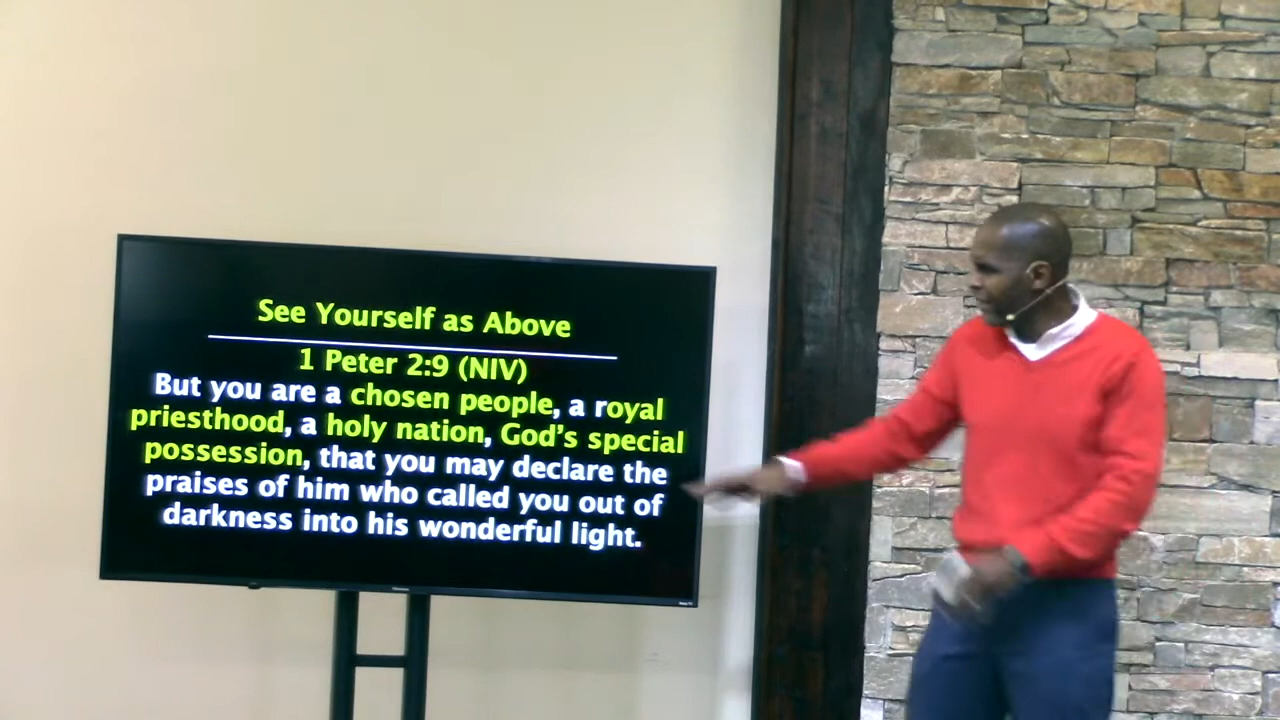 See Yourself as Above
1 Peter 2:9 (NIV)
But you are a chosen people, a royal
priesthood, a holy nation, God's special
possession, that you may declare the
praises of him who called you out of
darkness into his wonderful light.